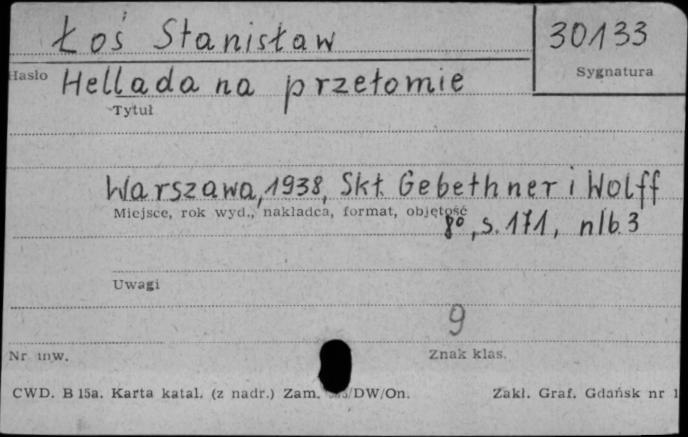 Łoś Stanisław
30133
Hasło
Sygnatura
Hellada na przełomie
Tytuł
Warszawa, 1938, Skł. Gebethner i Wolff
Miejsce, rok wyd., nakładca, format, objętość
8°, s. 171, nlb. 3
Uwagi
9
Nr inw.
Znak klas.
CWD. B 15a. Karta katal. (z nadr.) Zam. /DW/On.
Zakł. Graf. Gdańsk nr 1